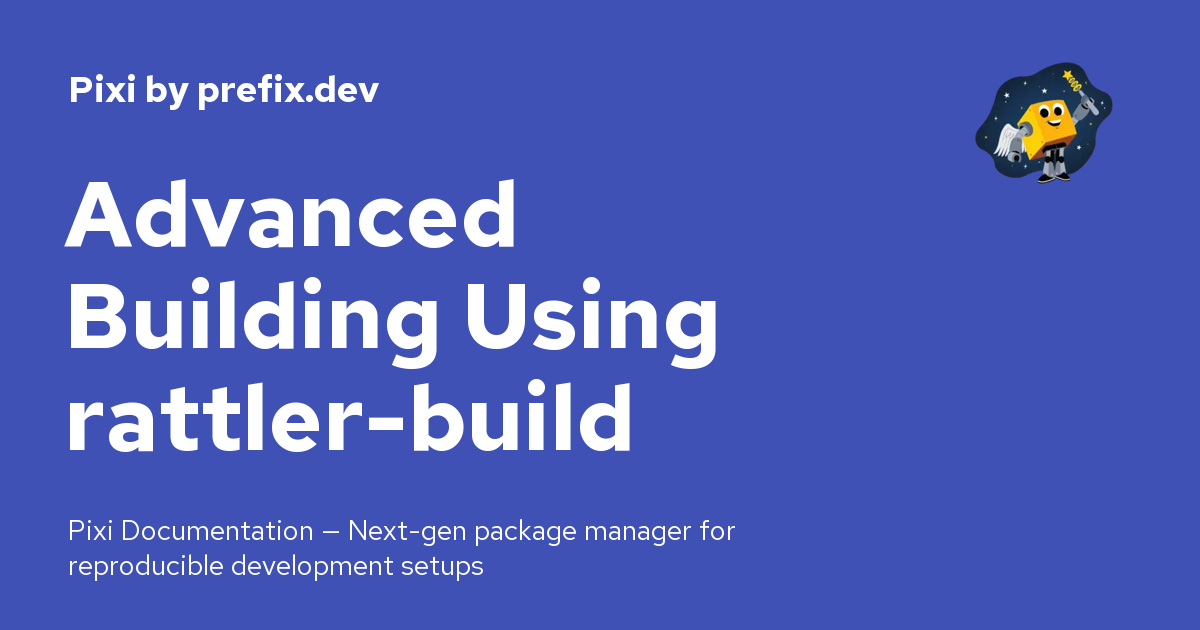 Pixi by prefix.dev
Advanced
Building Using
rattler-build
Pixi Documentation — Next-gen package manager for
reproducible development setups